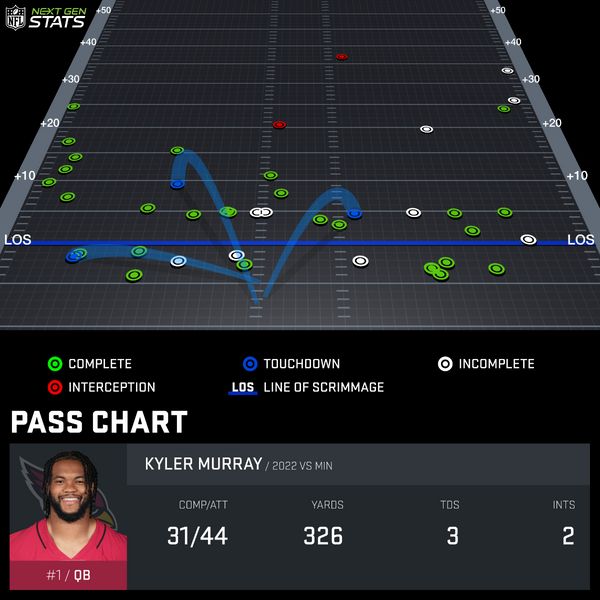 NFL NEXT GEN STATS
+50 +50
+40 +40
+30 +30
+20 +20
+10 +10
LOS LOS
COMPLETE TOUCHDOWN INCOMPLETE
INTERCEPTION LOS LINE OF SCRIMMAGE
PASS CHART
KYLER MURRAY / 2022 VS MIN
COMP/ATT YARDS TDS INTS
31/44 326 3 2
#1 / QB